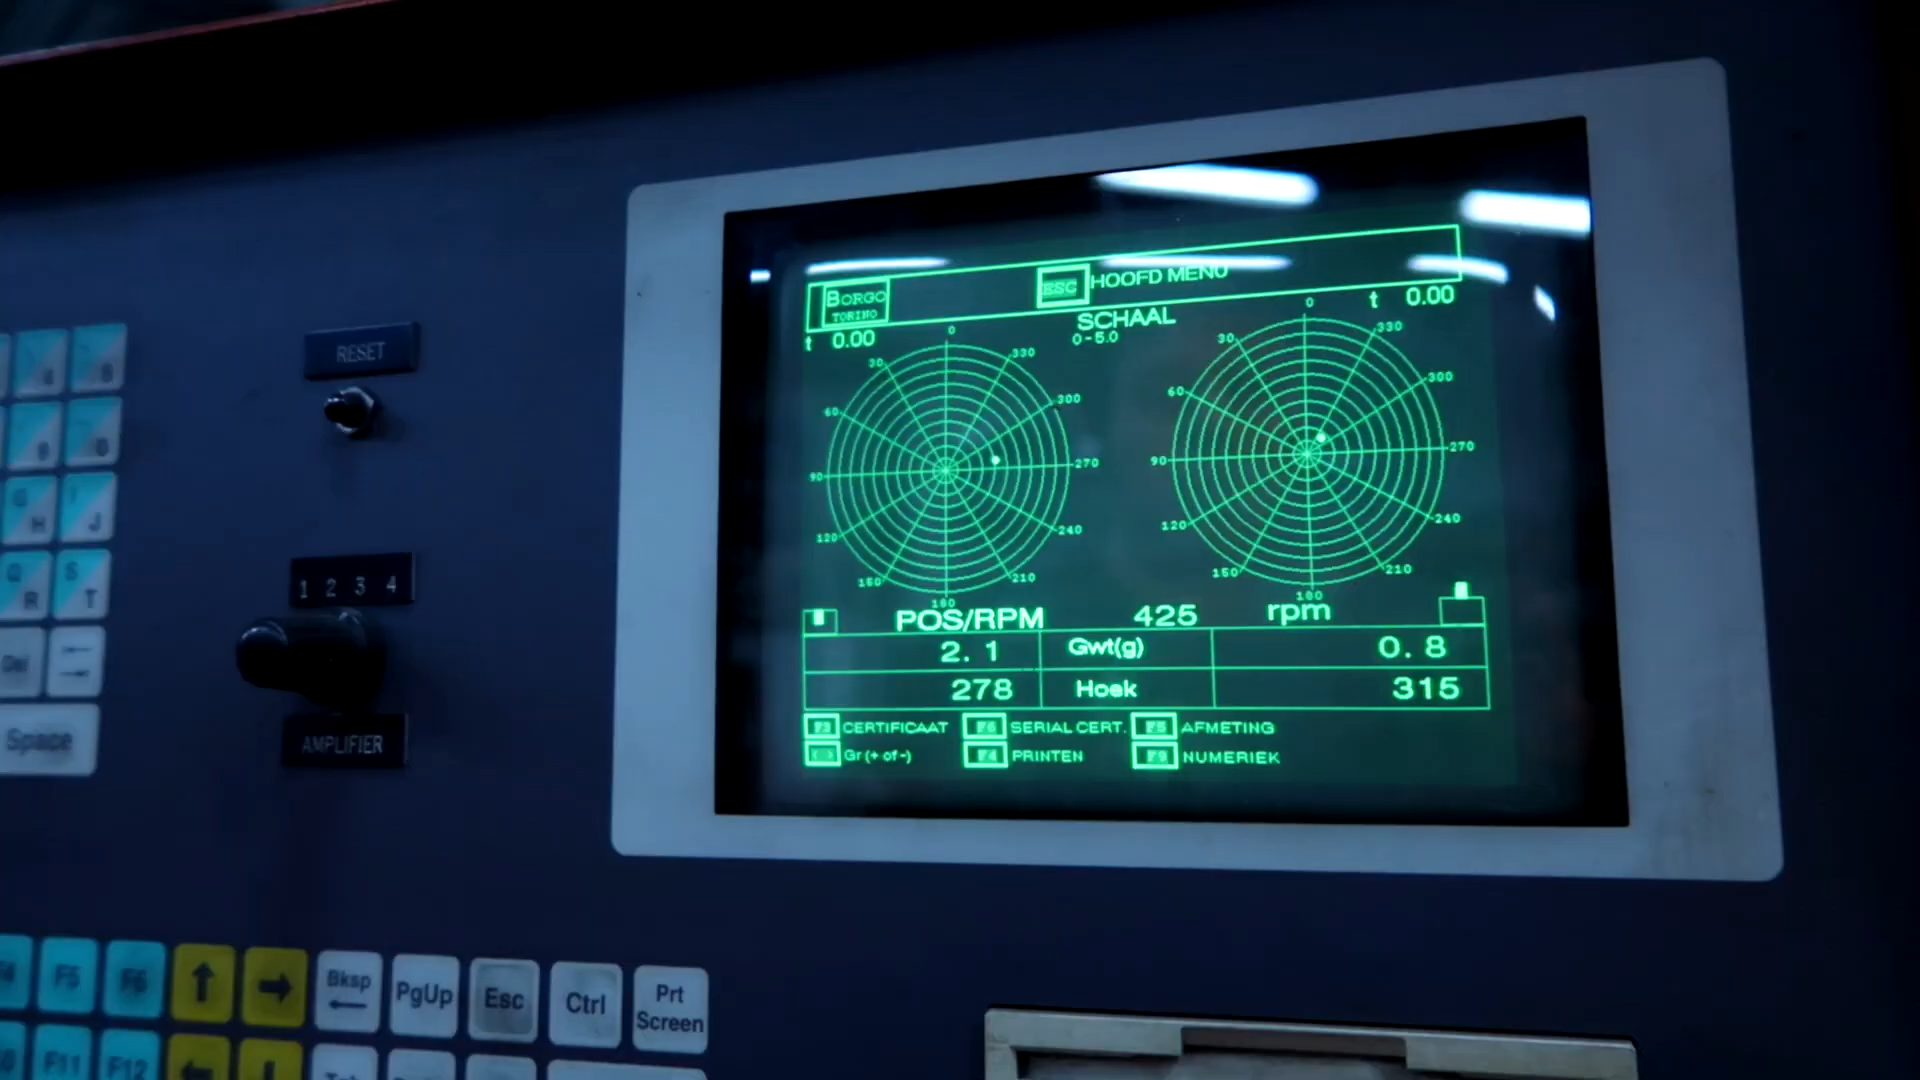 ESC HOOFD MENU
BORGO
TORINO
SCHAAL
0-5.0
t 0.00
t 0.00
0
30
330
60
300
90
270
120
240
150
210
180
0
30
330
60
300
90
270
120
240
150
210
180
POS/RPM 425 rpm
2.1 Gwt(g) 0.8
278 Hoek 315
F3 CERTIFICAAT F6 SERIAL CERT. F5 AFMETING
Gr (+ of -) F4 PRINTEN F9 NUMERIEK
RESET
1 2 3 4
AMPLIFIER
H
J
Q
R
S
T
Del
Space
F5
F6
Bksp
PgUp
Esc
Ctrl
Prt
Screen
F11
F12